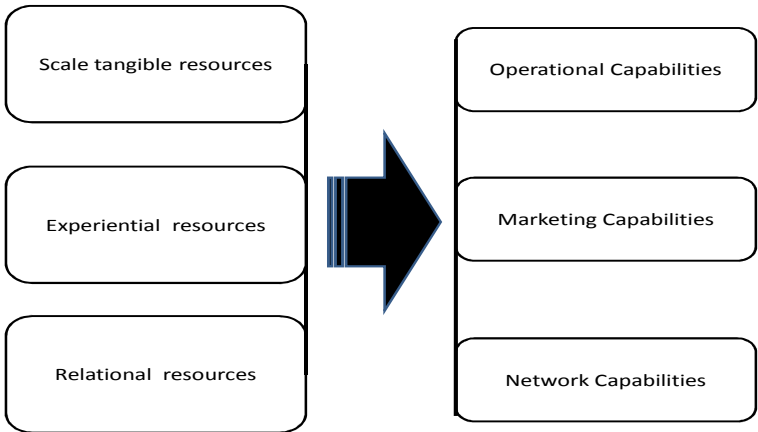 Scale tangible resources
Experiential resources
Relational resources
Operational Capabilities
Marketing Capabilities
Network Capabilities